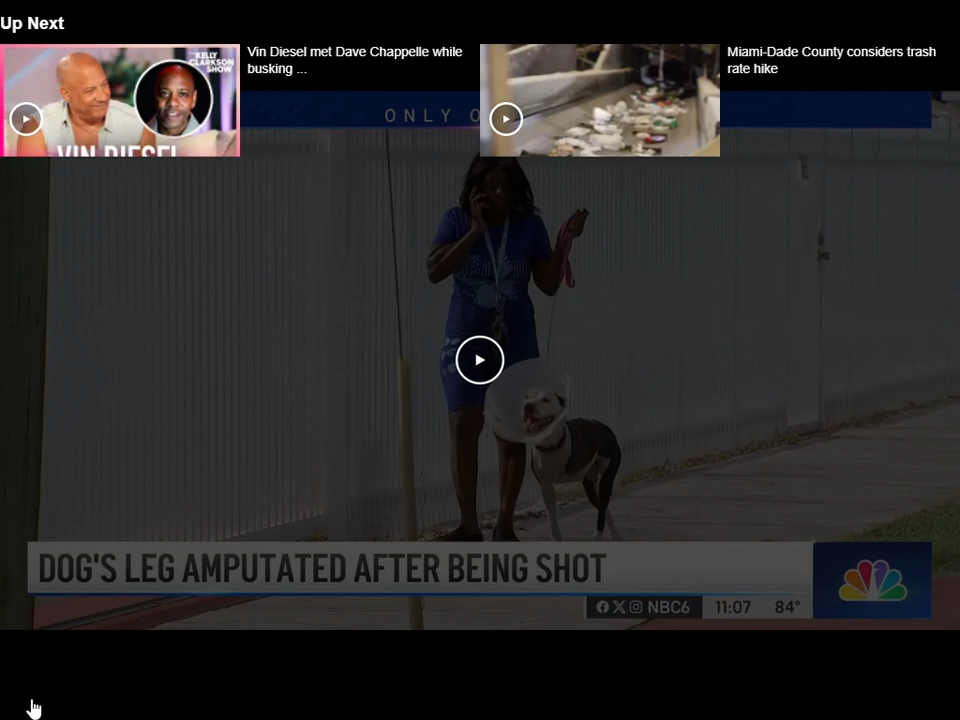 Up Next
THE
KELLY
CLARKSON
SHOW
VIN DIESEL
Vin Diesel met Dave Chappelle while
busking ...
Miami-Dade County considers trash
rate hike
ONLY O
DOG'S LEG AMPUTATED AFTER BEING SHOT
NBC6 11:07 84°